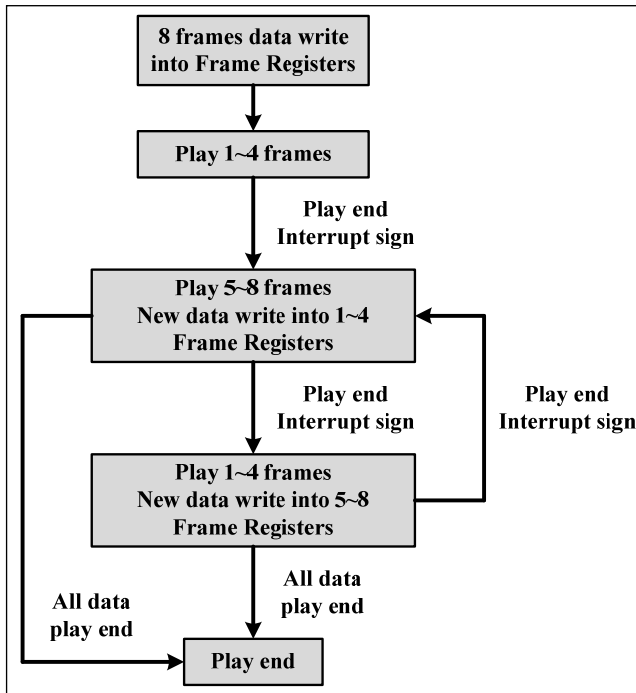 8 frames data write
into Frame Registers
Play 1~4 frames
Play end
Interrupt sign
Play 5~8 frames
New data write into 1~4
Frame Registers
Play end
Interrupt sign
Play end
Interrupt sign
Play 1~4 frames
New data write into 5~8
Frame Registers
All data
play end
All data
play end
Play end